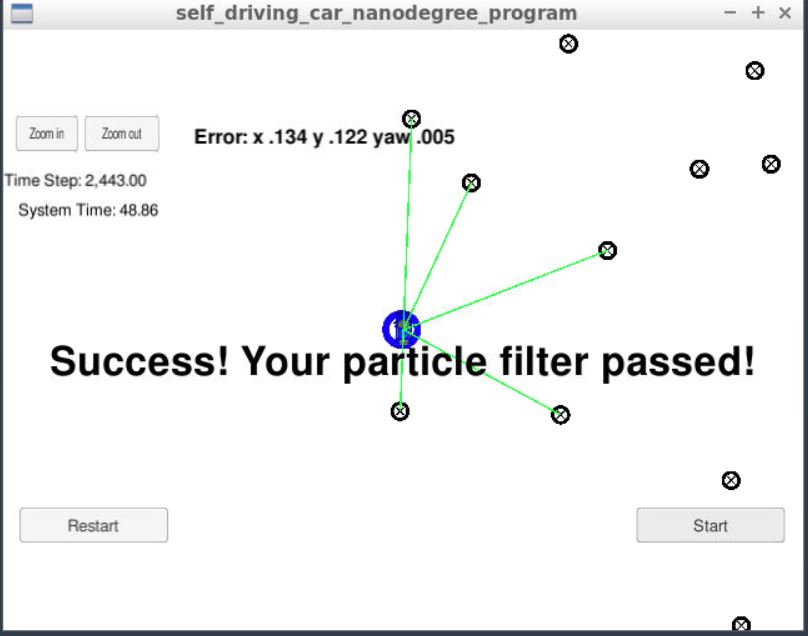 self_driving_car_nanodegree_program
Zoom in Zoom out
Error: x .134 y .122 yaw .005
Time Step: 2,443.00
System Time: 48.86
Success! Your particle filter passed!
Restart Start